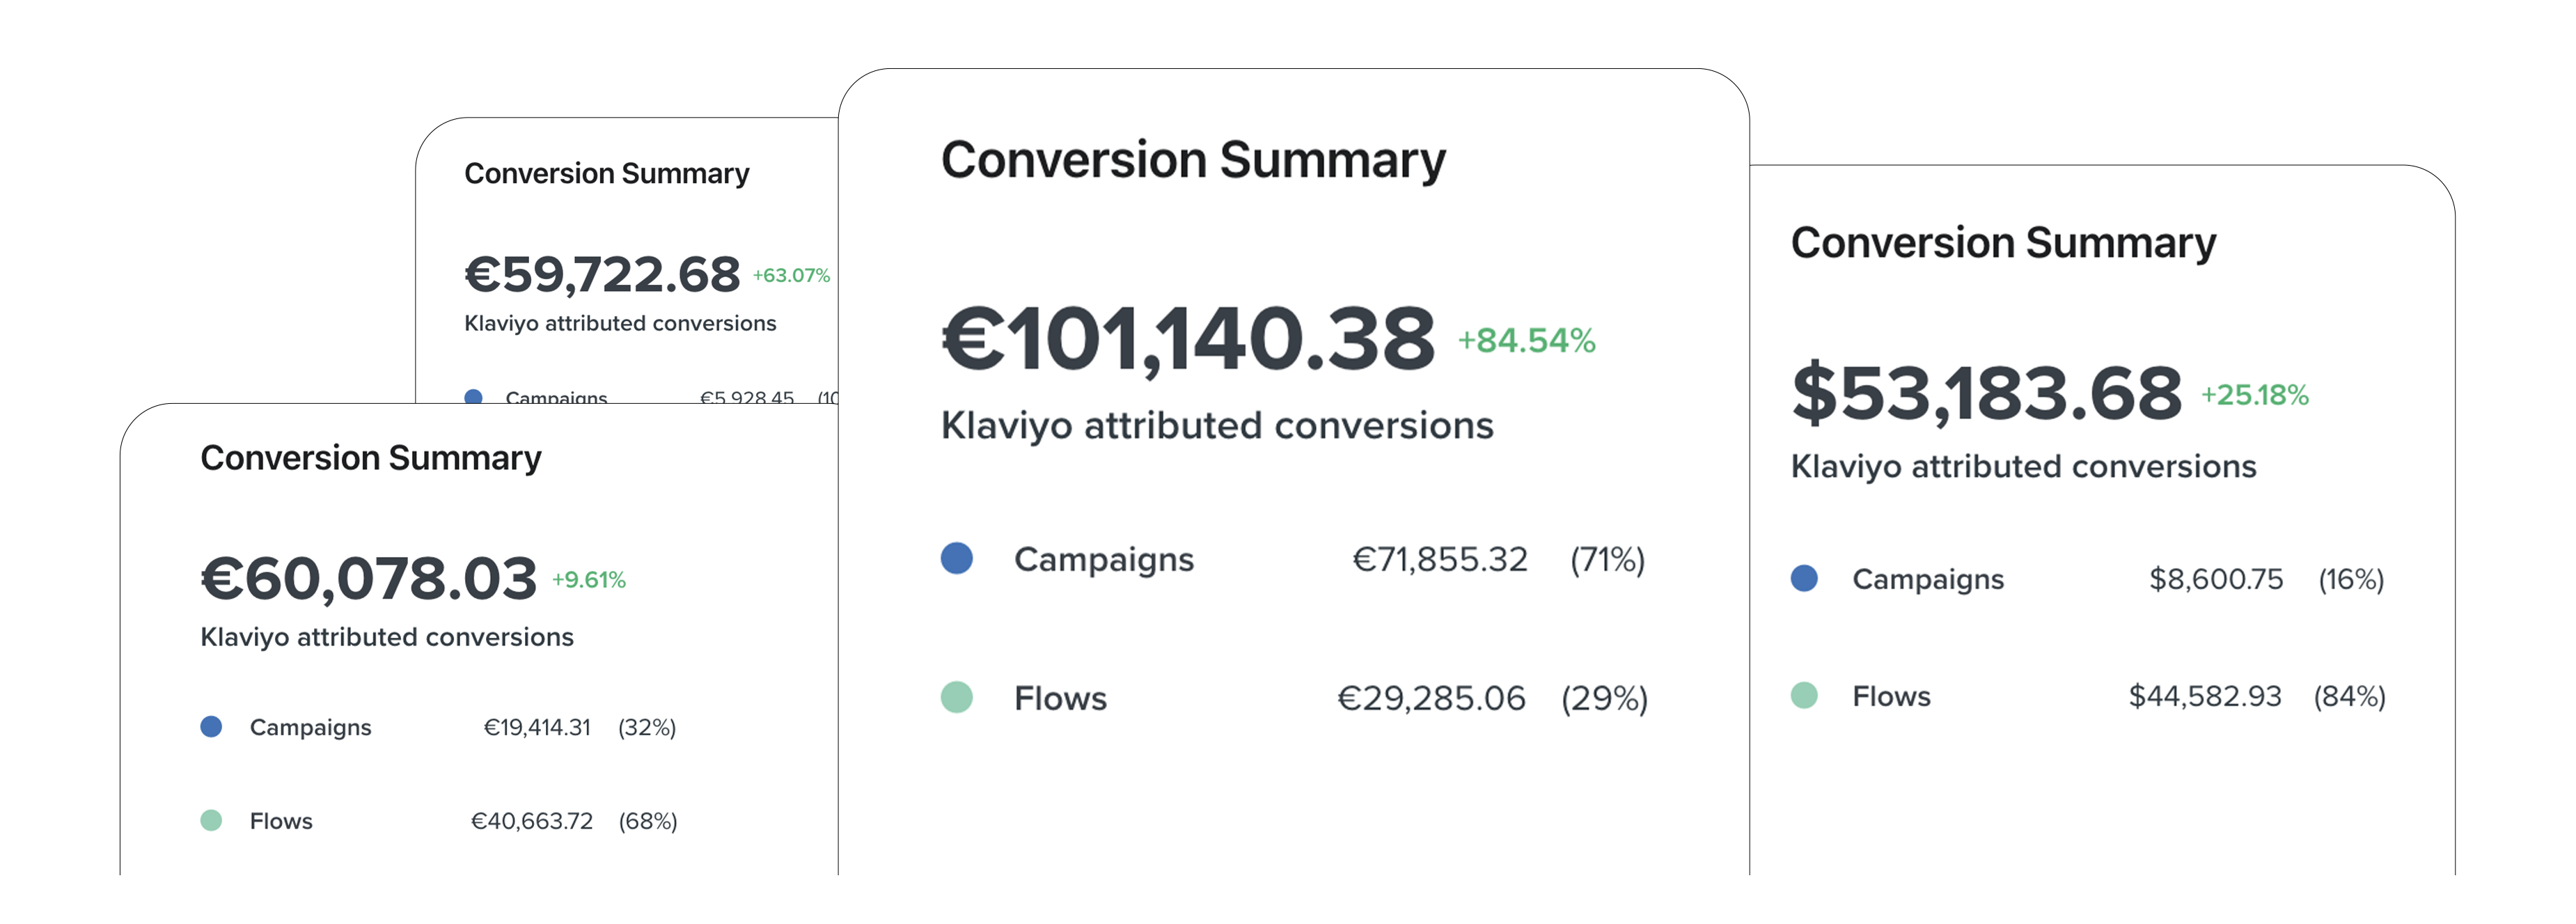 Conversion Summary
€59,722.68 +63.07%
Klaviyo attributed conversions
Campaigns €5,928.45 (10
Conversion Summary
€60,078.03 +9.61%
Klaviyo attributed conversions
Campaigns €19,414.31 (32%)
Flows €40,663.72 (68%)
Conversion Summary
€101,140.38 +84.54%
Klaviyo attributed conversions
Campaigns €71,855.32 (71%)
Flows €29,285.06 (29%)
Conversion Summary
$53,183.68 +25.18%
Klaviyo attributed conversions
Campaigns $8,600.75 (16%)
Flows $44,582.93 (84%)